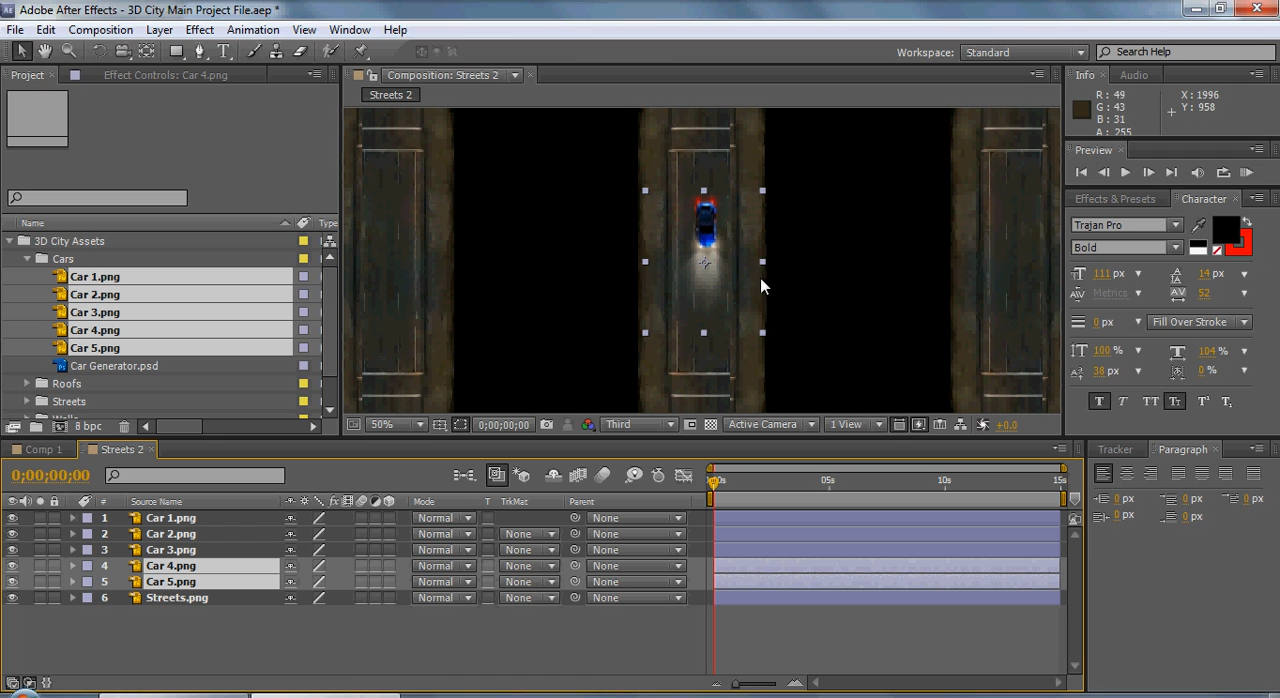 Adobe After Effects - 3D City Main Project File.aep *
File Edit Composition Layer Effect Animation View Window Help
Workspace: Standard Search Help
Project Effect Controls: Car 4.png
Composition: Streets 2
Info Audio
Streets 2
R : 49 X : 1996
G : 43 Y : 958
B : 31
A : 255
Preview
Effects & Presets Character
Name Type
Trajan Pro
3D City Assets
Bold
Cars
Car 1.png
111 px 14 px
Car 2.png
Metrics 52
Car 3.png
0 px Fill Over Stroke
Car 4.png
Car 5.png
100 % 104 %
Car Generator.psd
38 px 0 %
Roofs
Streets
T T TT Tt T¹ T₁
8 bpc
50% 0;00;00;00 Third Active Camera 1 View +0.0
Comp 1 Streets 2
Tracker Paragraph
0;00;00;00
05s 10s 15s
# Source Name Mode T TrkMat Parent
0 px 0 px 0 px
0 px 0 px
1 Car 1.png Normal None
2 Car 2.png Normal None None
3 Car 3.png Normal None None
4 Car 4.png Normal None None
5 Car 5.png Normal None None
6 Streets.png Normal None None